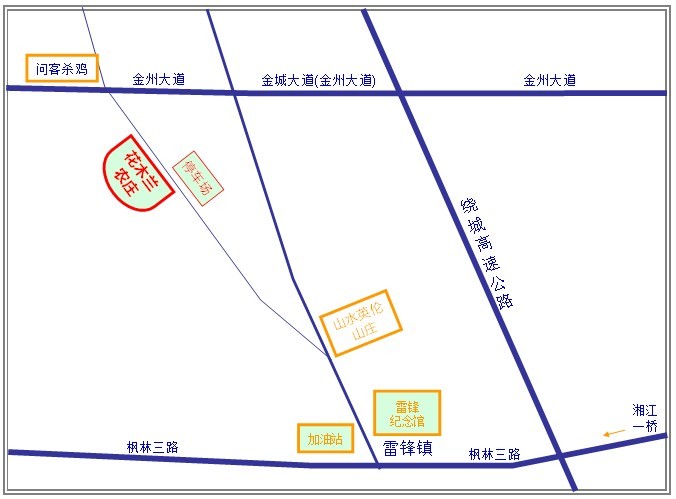 问客杀鸡
金州大道
金城大道(金州大道)
金州大道
花木兰
农庄
停车场
绕城高速公路
山水英伦
山庄
雷锋
纪念馆
加油站
雷锋镇
枫林三路
枫林三路
湘江
一桥